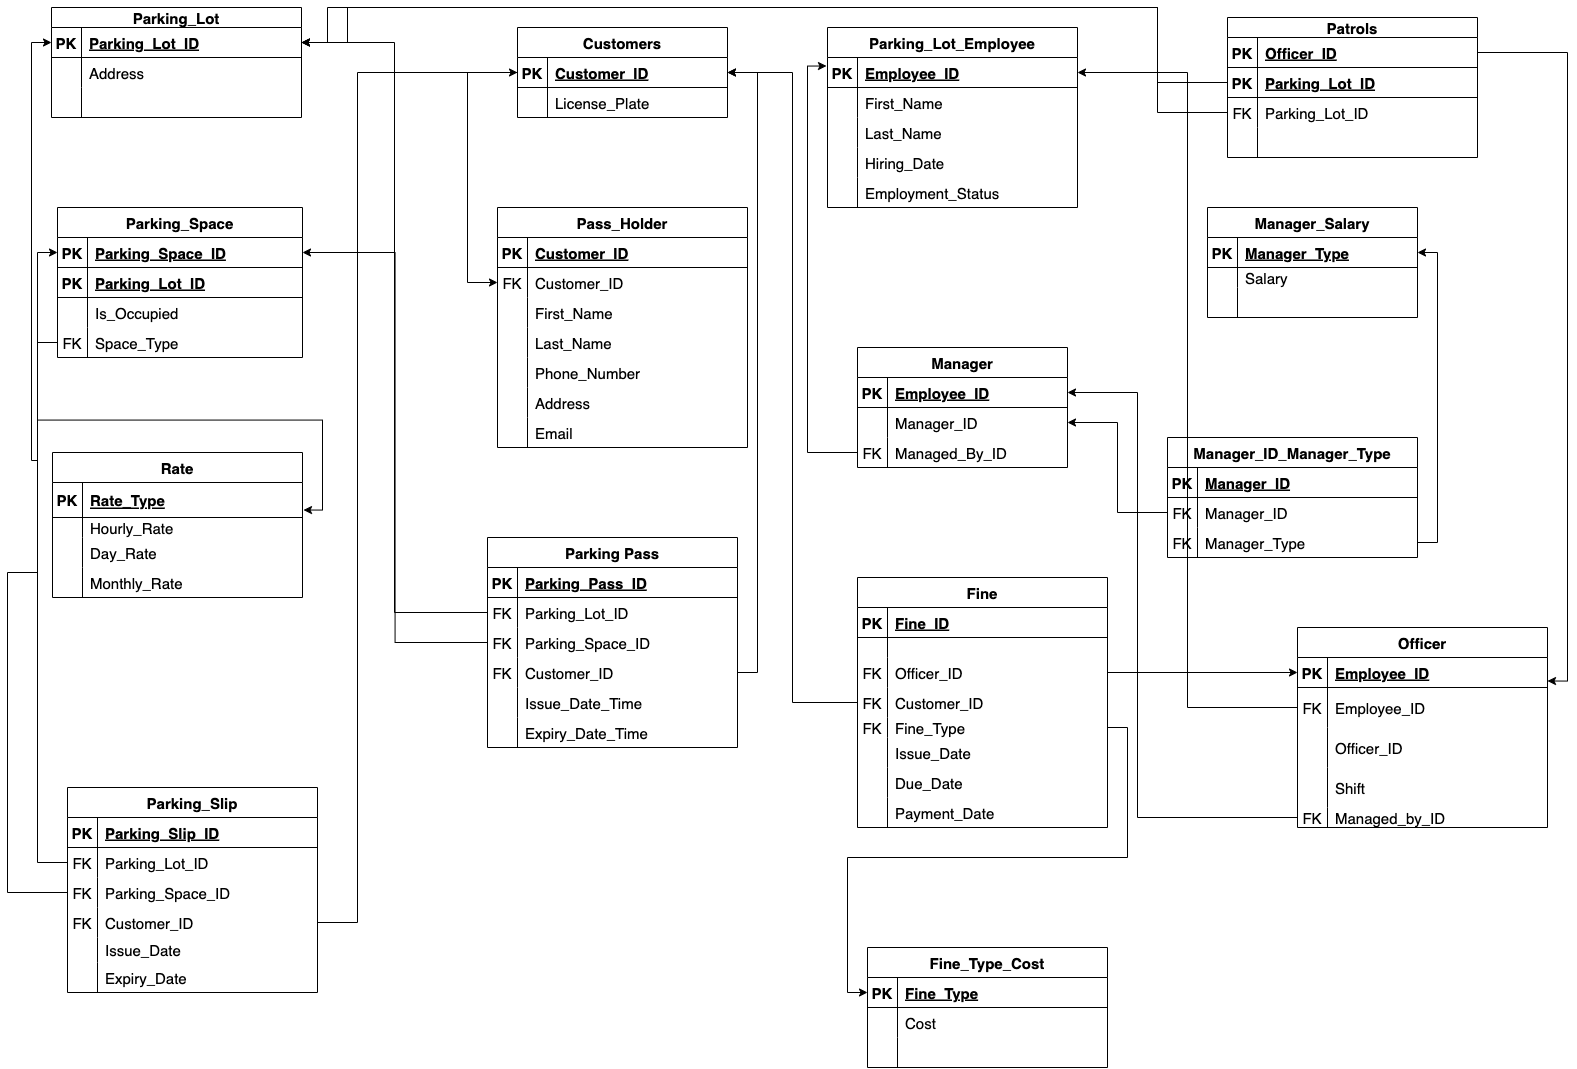 Parking_Lot
PK Parking_Lot_ID
Address
Customers
PK Customer_ID
License_Plate
Parking_Lot_Employee
PK Employee_ID
First_Name
Last_Name
Hiring_Date
Employment_Status
Patrols
PK Officer_ID
PK Parking_Lot_ID
FK Parking_Lot_ID
Parking_Space
PK Parking_Space_ID
PK Parking_Lot_ID
Is_Occupied
FK Space_Type
Pass_Holder
PK Customer_ID
FK Customer_ID
First_Name
Last_Name
Phone_Number
Address
Email
Manager_Salary
PK Manager_Type
Salary
Manager
PK Employee_ID
Manager_ID
FK Managed_By_ID
Manager_ID_Manager_Type
PK Manager_ID
FK Manager_ID
FK Manager_Type
Rate
PK Rate_Type
Hourly_Rate
Day_Rate
Monthly_Rate
Parking Pass
PK Parking_Pass_ID
FK Parking_Lot_ID
FK Parking_Space_ID
FK Customer_ID
Issue_Date_Time
Expiry_Date_Time
Fine
PK Fine_ID
FK Officer_ID
FK Customer_ID
FK Fine_Type
Issue_Date
Due_Date
Payment_Date
Officer
PK Employee_ID
FK Employee_ID
Officer_ID
Shift
FK Managed_by_ID
Parking_Slip
PK Parking_Slip_ID
FK Parking_Lot_ID
FK Parking_Space_ID
FK Customer_ID
Issue_Date
Expiry_Date
Fine_Type_Cost
PK Fine_Type
Cost